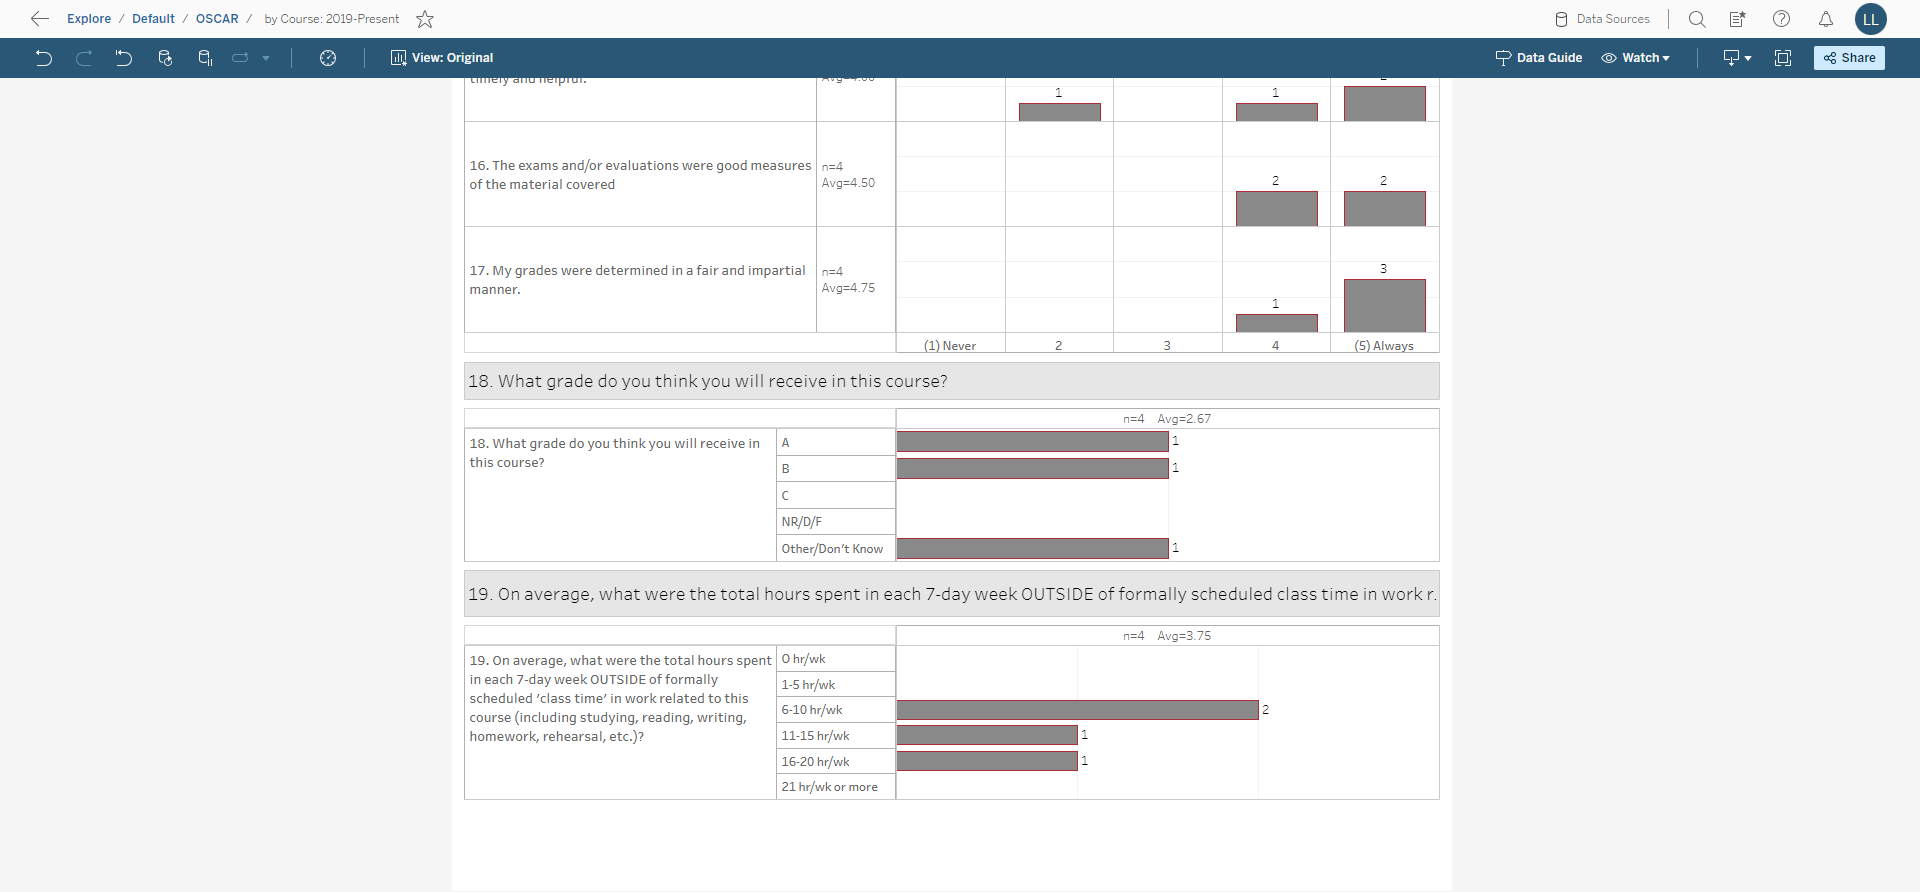 Explore / Default / OSCAR / by Course: 2019-Present
Data Sources
LL
View: Original
Data Guide
Watch
Share
timely and helpful.
1
1
16. The exams and/or evaluations were good measures
of the material covered
n=4
Avg=4.50
2
2
17. My grades were determined in a fair and impartial
manner.
n=4
Avg=4.75
1
3
(1) Never
2
3
4
(5) Always
18. What grade do you think you will receive in this course?
n=4 Avg=2.67
18. What grade do you think you will receive in
this course?
A
1
B
1
C
NR/D/F
Other/Don't Know
1
19. On average, what were the total hours spent in each 7-day week OUTSIDE of formally scheduled class time in work r.
n=4 Avg=3.75
19. On average, what were the total hours spent
in each 7-day week OUTSIDE of formally
scheduled ‘class time’ in work related to this
course (including studying, reading, writing,
homework, rehearsal, etc.)?
0 hr/wk
1-5 hr/wk
6-10 hr/wk
2
11-15 hr/wk
1
16-20 hr/wk
1
21 hr/wk or more